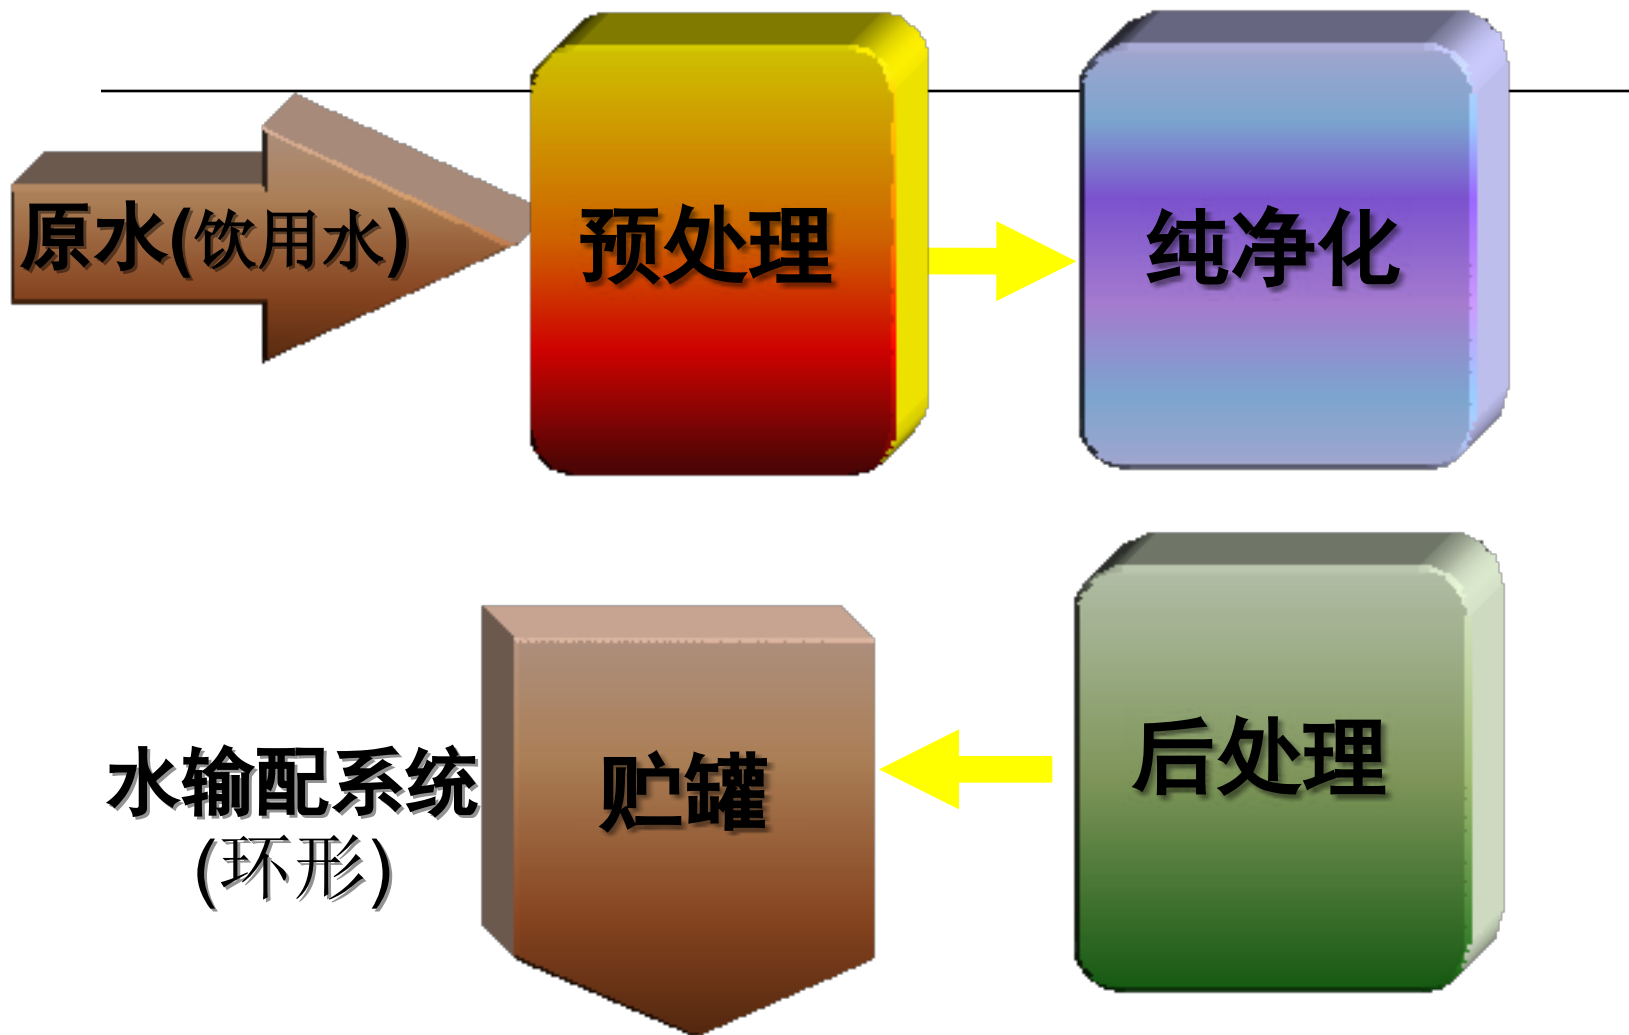 原水(饮用水)
预处理
纯净化
后处理
贮罐
水输配系统
(环形)